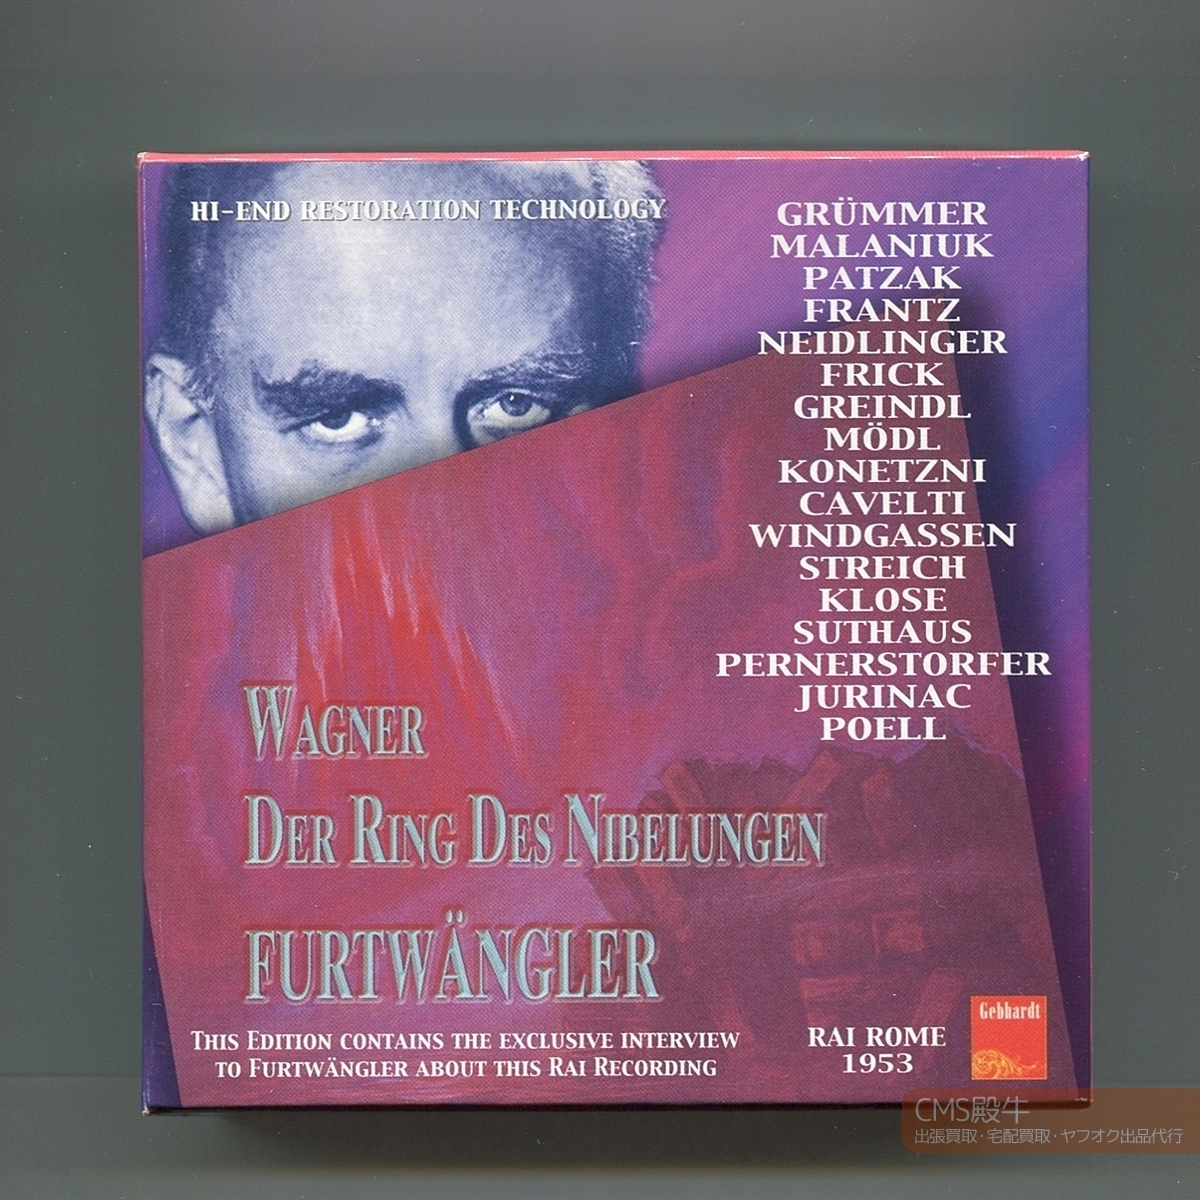 HI-END RESTORATION TECHNOLOGY
GRÜMMER
MALANIUK
PATZAK
FRANTZ
NEIDLINGER
FRICK
GREINDL
MÖDL
KONETZNI
CAVELTI
WINDGASSEN
STREICH
KLOSE
SUTHAUS
PERNERSTORFER
JURINAC
POELL
WAGNER
DER RING DES NIBELUNGEN
FURTWÄNGLER
THIS EDITION CONTAINS THE EXCLUSIVE INTERVIEW
TO FURTWÄNGLER ABOUT THIS RAI RECORDING
RAI ROME
1953
Gebhardt
CMS殿牛
出張買取・宅配買取・ヤフオク出品代行